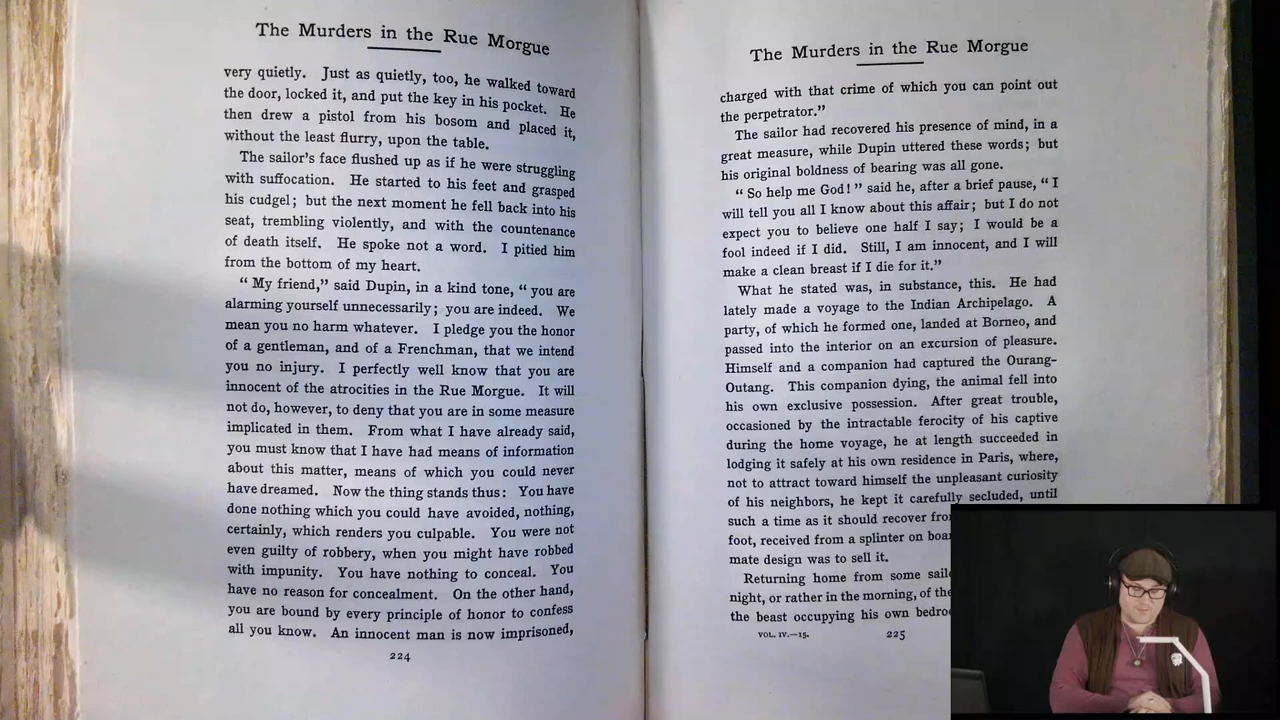 The Murders in the Rue Morgue
very quietly. Just as quietly, too, he walked toward
the door, locked it, and put the key in his pocket. He
then drew a pistol from his bosom and placed it,
without the least flurry, upon the table.
The sailor's face flushed up as if he were struggling
with suffocation. He started to his feet and grasped
his cudgel; but the next moment he fell back into his
seat, trembling violently, and with the countenance
of death itself. He spoke not a word. I pitied him
from the bottom of my heart.
“ My friend,” said Dupin, in a kind tone, “ you are
alarming yourself unnecessarily; you are indeed. We
mean you no harm whatever. I pledge you the honor
of a gentleman, and of a Frenchman, that we intend
you no injury. I perfectly well know that you are
innocent of the atrocities in the Rue Morgue. It will
not do, however, to deny that you are in some measure
implicated in them. From what I have already said,
you must know that I have had means of information
about this matter, means of which you could never
have dreamed. Now the thing stands thus: You have
done nothing which you could have avoided, nothing,
certainly, which renders you culpable. You were not
even guilty of robbery, when you might have robbed
with impunity. You have nothing to conceal. You
have no reason for concealment. On the other hand,
you are bound by every principle of honor to confess
all you know. An innocent man is now imprisoned,
224
The Murders in the Rue Morgue
charged with that crime of which you can point out
the perpetrator.”
The sailor had recovered his presence of mind, in a
great measure, while Dupin uttered these words; but
his original boldness of bearing was all gone.
“ So help me God! ” said he, after a brief pause, “ I
will tell you all I know about this affair; but I do not
expect you to believe one half I say; I would be a
fool indeed if I did. Still, I am innocent, and I will
make a clean breast if I die for it.”
What he stated was, in substance, this. He had
lately made a voyage to the Indian Archipelago. A
party, of which he formed one, landed at Borneo, and
passed into the interior on an excursion of pleasure.
Himself and a companion had captured the Ourang-
Outang. This companion dying, the animal fell into
his own exclusive possession. After great trouble,
occasioned by the intractable ferocity of his captive
during the home voyage, he at length succeeded in
lodging it safely at his own residence in Paris, where,
not to attract toward himself the unpleasant curiosity
of his neighbors, he kept it carefully secluded, until
such a time as it should recover
foot, received from a splinter on
mate design was to sell it.
Returning home from some
night, or rather in the morning, of
the beast occupying his own
VOL. IV.—15. 225